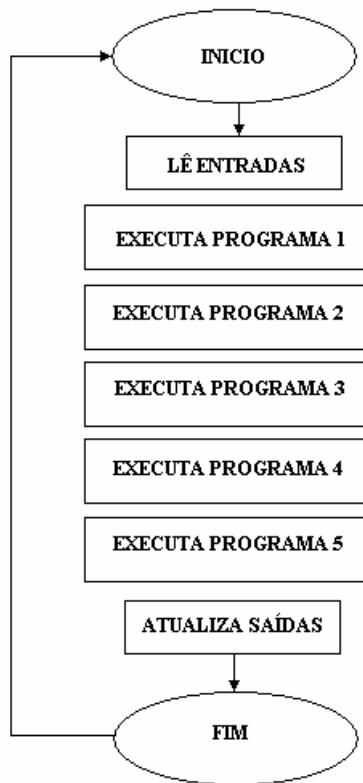 INICIO
LÊ ENTRADAS
EXECUTA PROGRAMA 1
EXECUTA PROGRAMA 2
EXECUTA PROGRAMA 3
EXECUTA PROGRAMA 4
EXECUTA PROGRAMA 5
ATUALIZA SAÍDAS
FIM